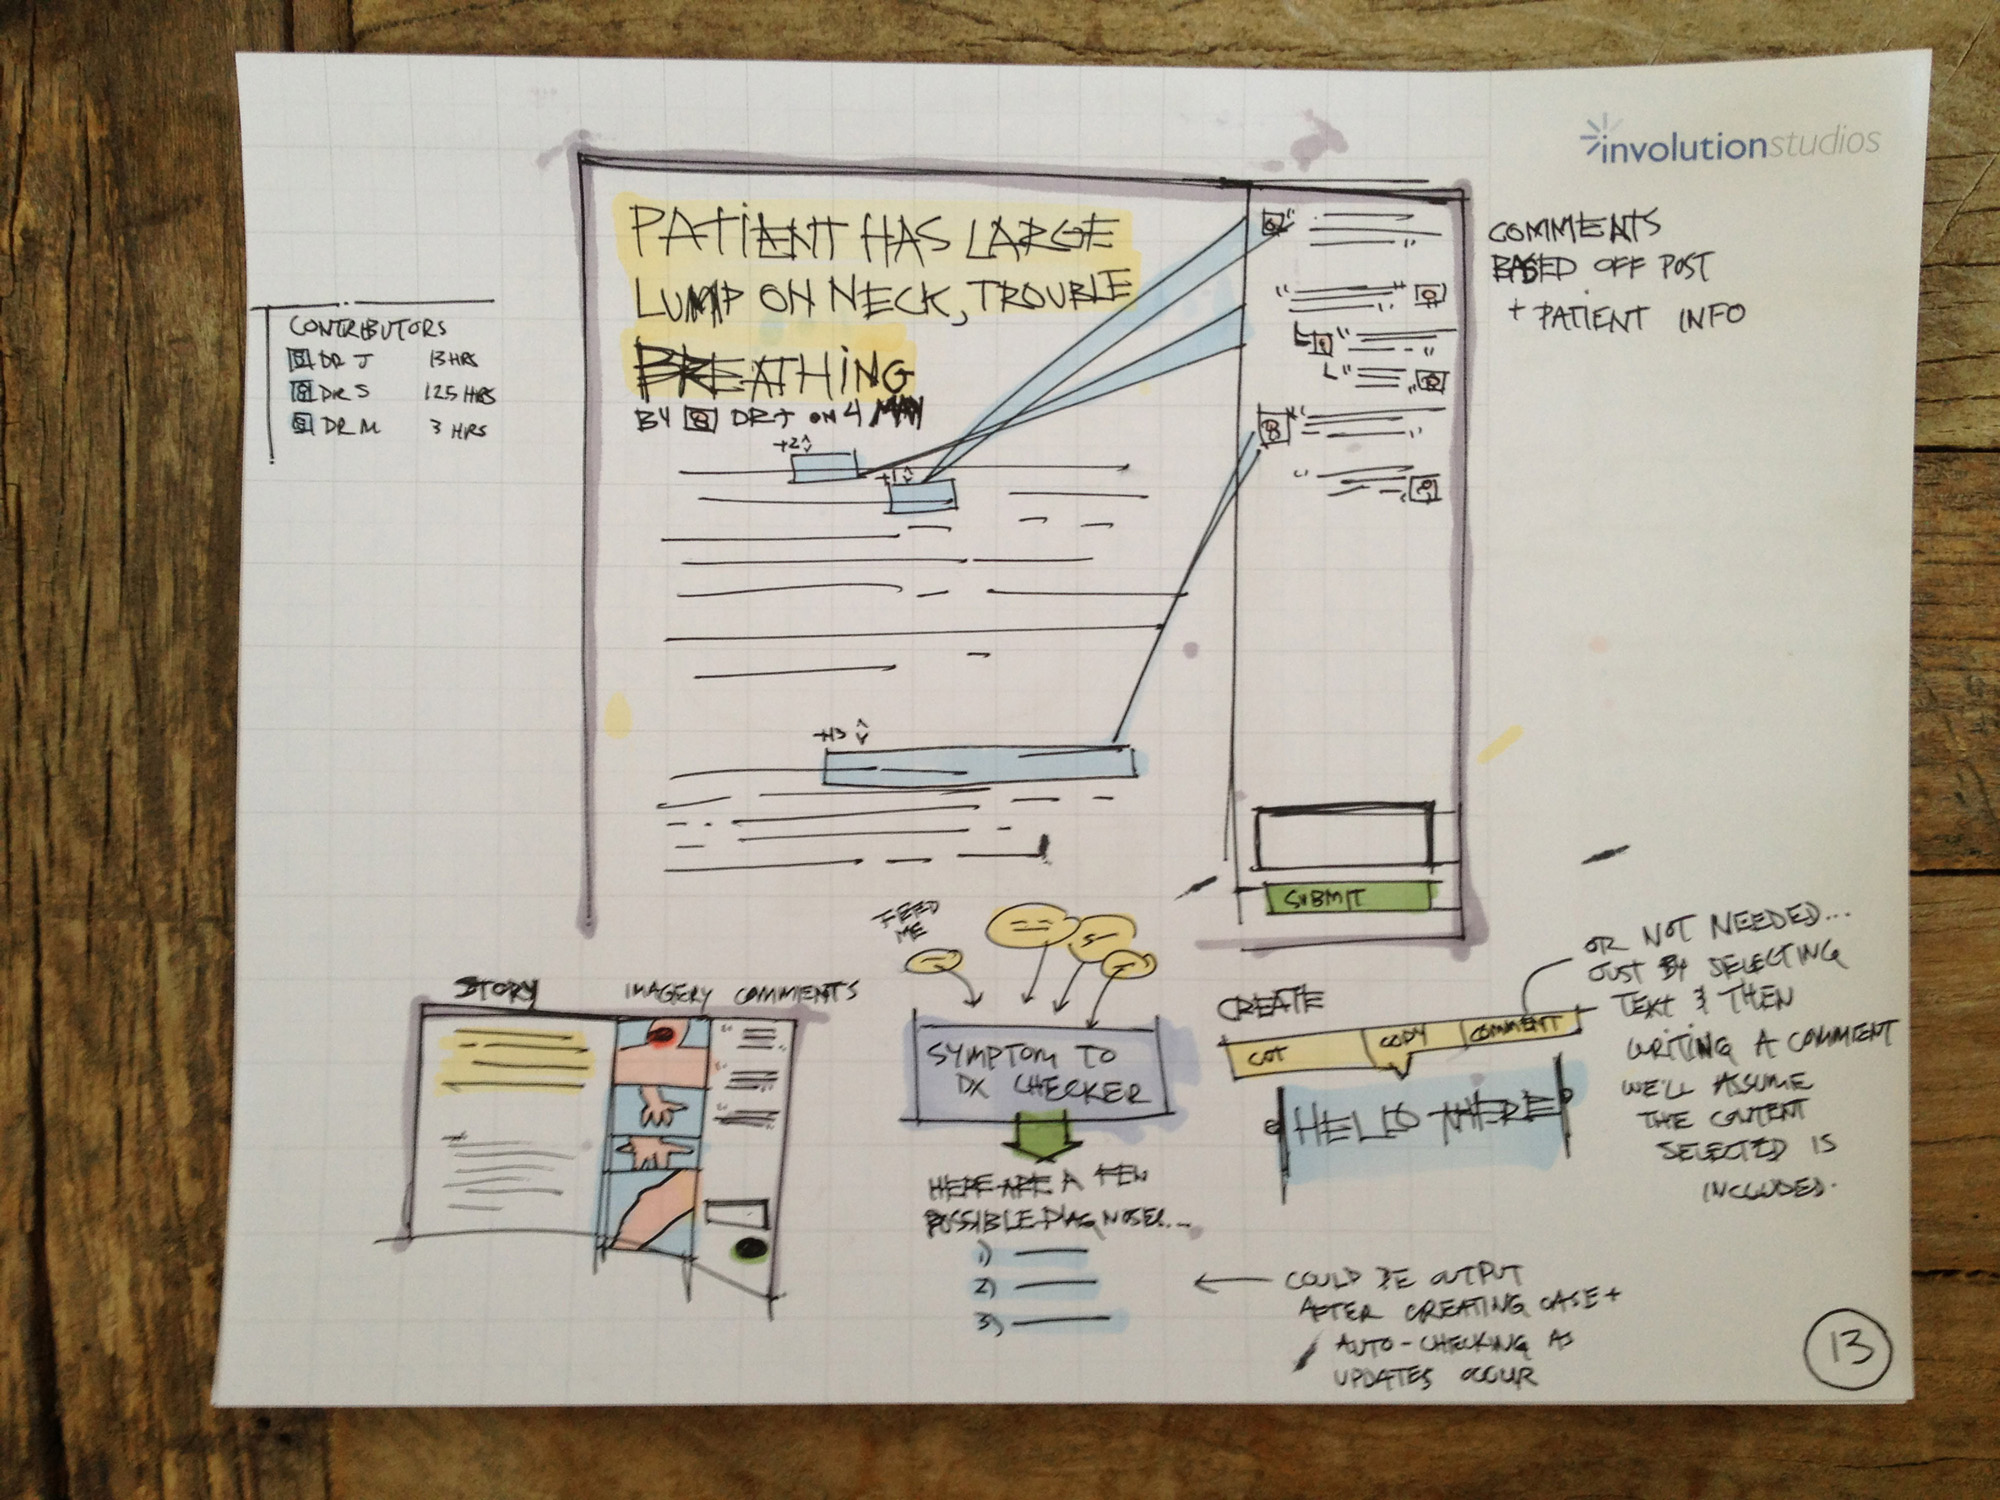 involutionstudios
PATIENT HAS LARGE
LUMP ON NECK, TROUBLE
BREATHING
BY DR J ON 4 MAY
+2
+1
+3
COMMENTS
BASED OFF POST
+ PATIENT INFO
CONTRIBUTORS
DR J 13 HRS
DR S 125 HRS
DR M 3 HRS
SUBMIT
STORY IMAGERY COMMENTS
FEED
ME
SYMPTOM TO
DX CHECKER
HERE ARE A FEW
POSSIBLE DIAGNOSES...
1)
2)
3)
COULD BE OUTPUT
AFTER CREATING CASE +
AUTO-CHECKING AS
UPDATES OCCUR
CREATE
CUT COPY COMMENT
HELLO THERE
OR NOT NEEDED...
JUST BY SELECTING
TEXT & THEN
WRITING A COMMENT
WE'LL ASSUME
THE CONTENT
SELECTED IS
INCLUDED.
13